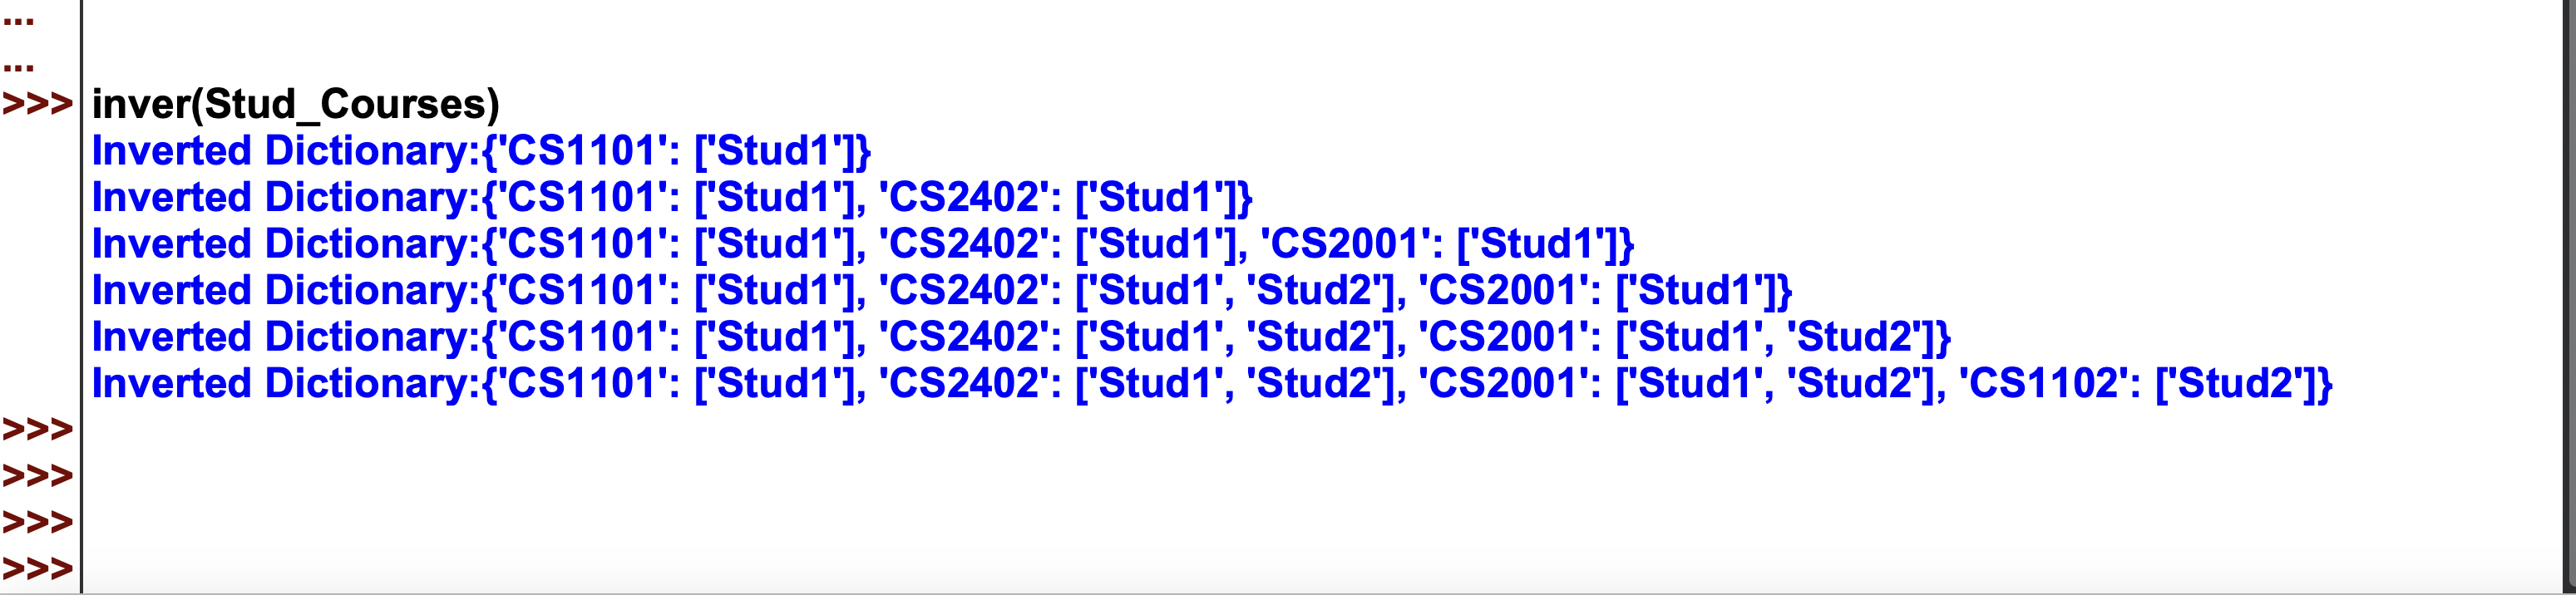 ...
...
>>> inver(Stud_Courses)
Inverted Dictionary:{'CS1101': ['Stud1']}
Inverted Dictionary:{'CS1101': ['Stud1'], 'CS2402': ['Stud1']}
Inverted Dictionary:{'CS1101': ['Stud1'], 'CS2402': ['Stud1'], 'CS2001': ['Stud1']}
Inverted Dictionary:{'CS1101': ['Stud1'], 'CS2402': ['Stud1', 'Stud2'], 'CS2001': ['Stud1']}
Inverted Dictionary:{'CS1101': ['Stud1'], 'CS2402': ['Stud1', 'Stud2'], 'CS2001': ['Stud1', 'Stud2']}
Inverted Dictionary:{'CS1101': ['Stud1'], 'CS2402': ['Stud1', 'Stud2'], 'CS2001': ['Stud1', 'Stud2'], 'CS1102': ['Stud2']}
>>>
>>>
>>>
>>>